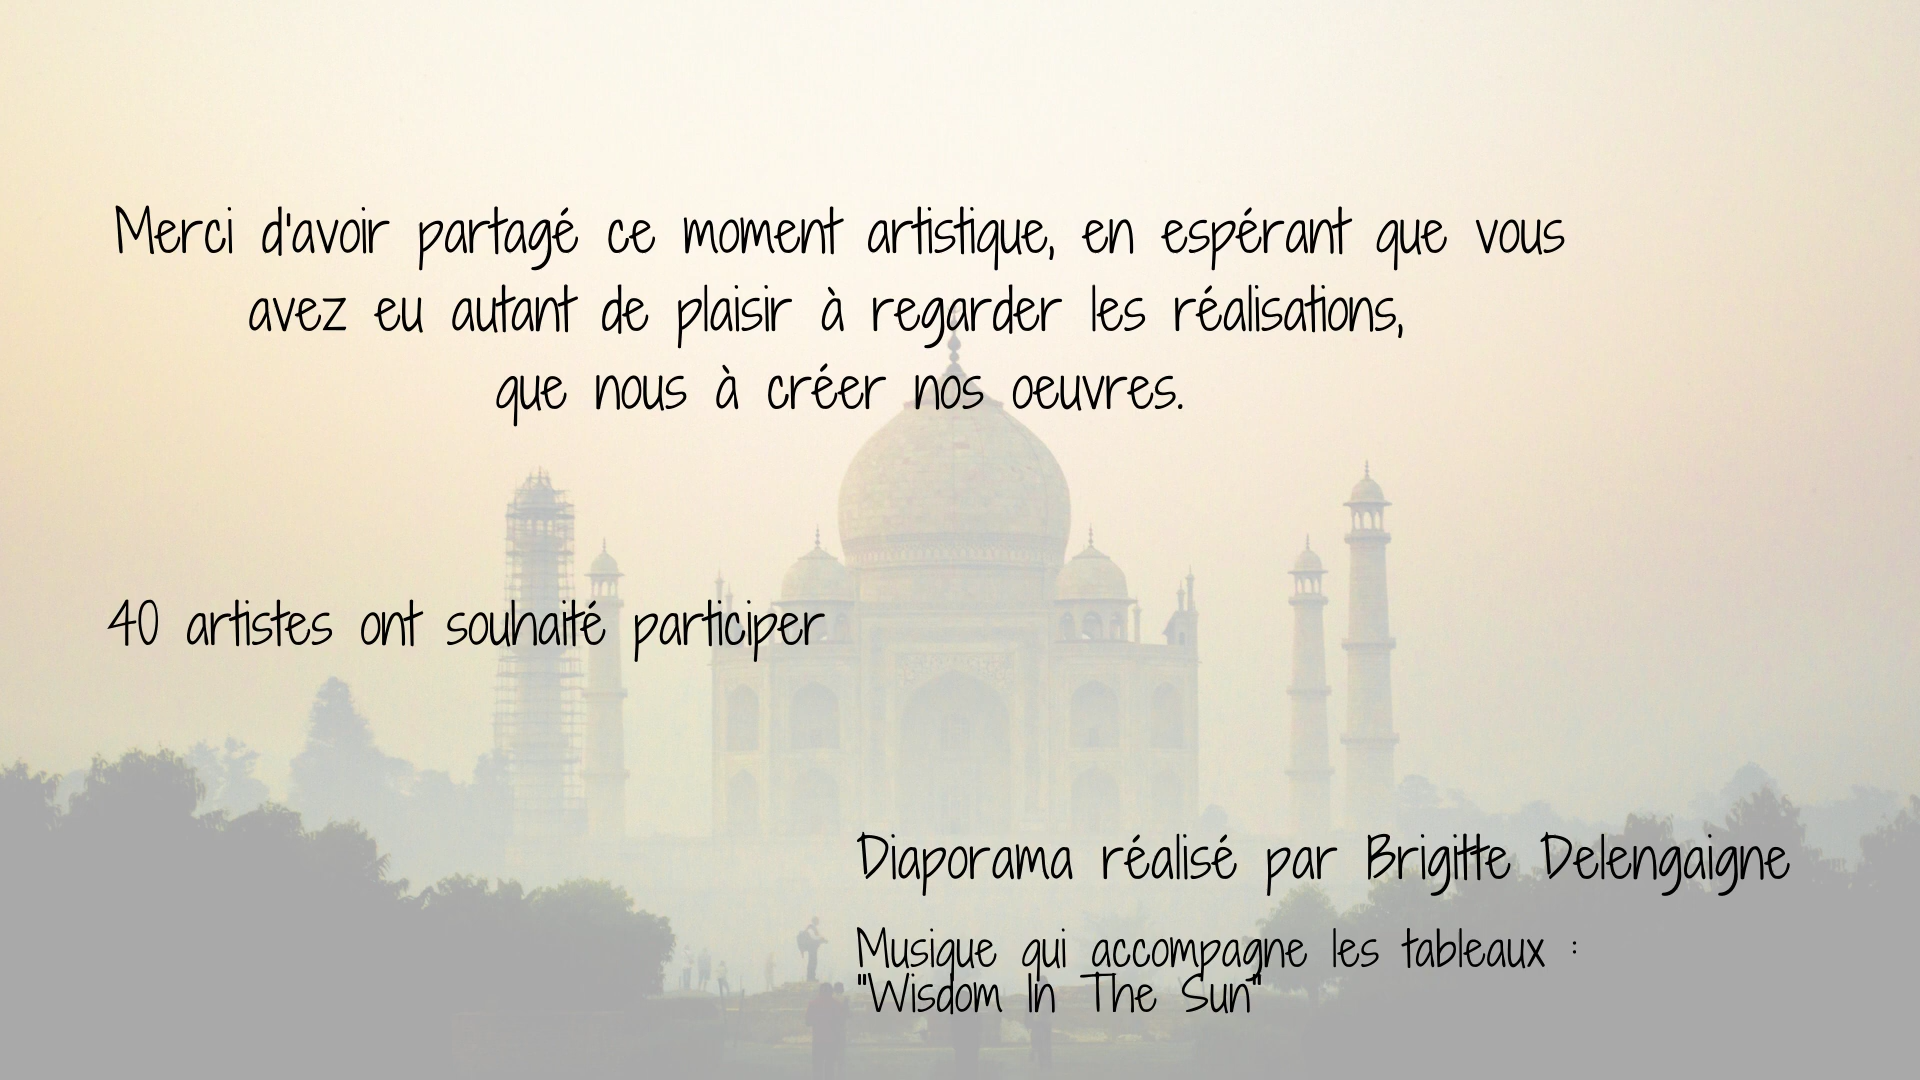 Merci d'avoir partagé ce moment artistique, en espérant que vous
avez eu autant de plaisir à regarder les réalisations,
que nous à créer nos oeuvres.
40 artistes ont souhaité participer
Diaporama réalisé par Brigitte Delengaigne
Musique qui accompagne les tableaux :
"Wisdom In The Sun"